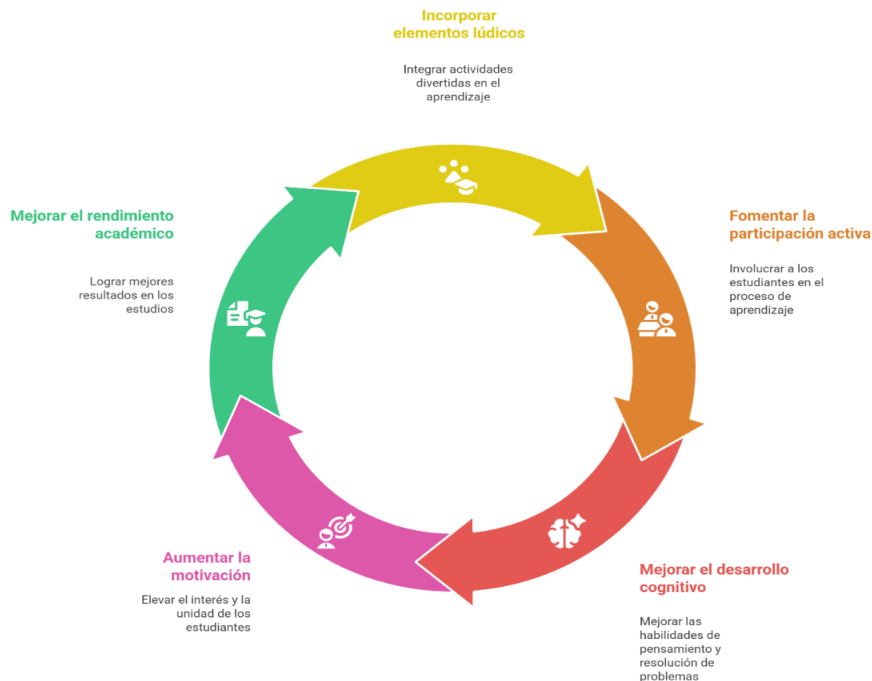 Incorporar
elementos lúdicos
Integrar actividades
divertidas en el
aprendizaje
Fomentar la
participación activa
Involucrar a los
estudiantes en el
proceso de
aprendizaje
Mejorar el desarrollo
cognitivo
Mejorar las
habilidades de
pensamiento y
resolución de
problemas
Aumentar la
motivación
Elevar el interés y la
unidad de los
estudiantes
Mejorar el rendimiento
académico
Lograr mejores
resultados en los
estudios